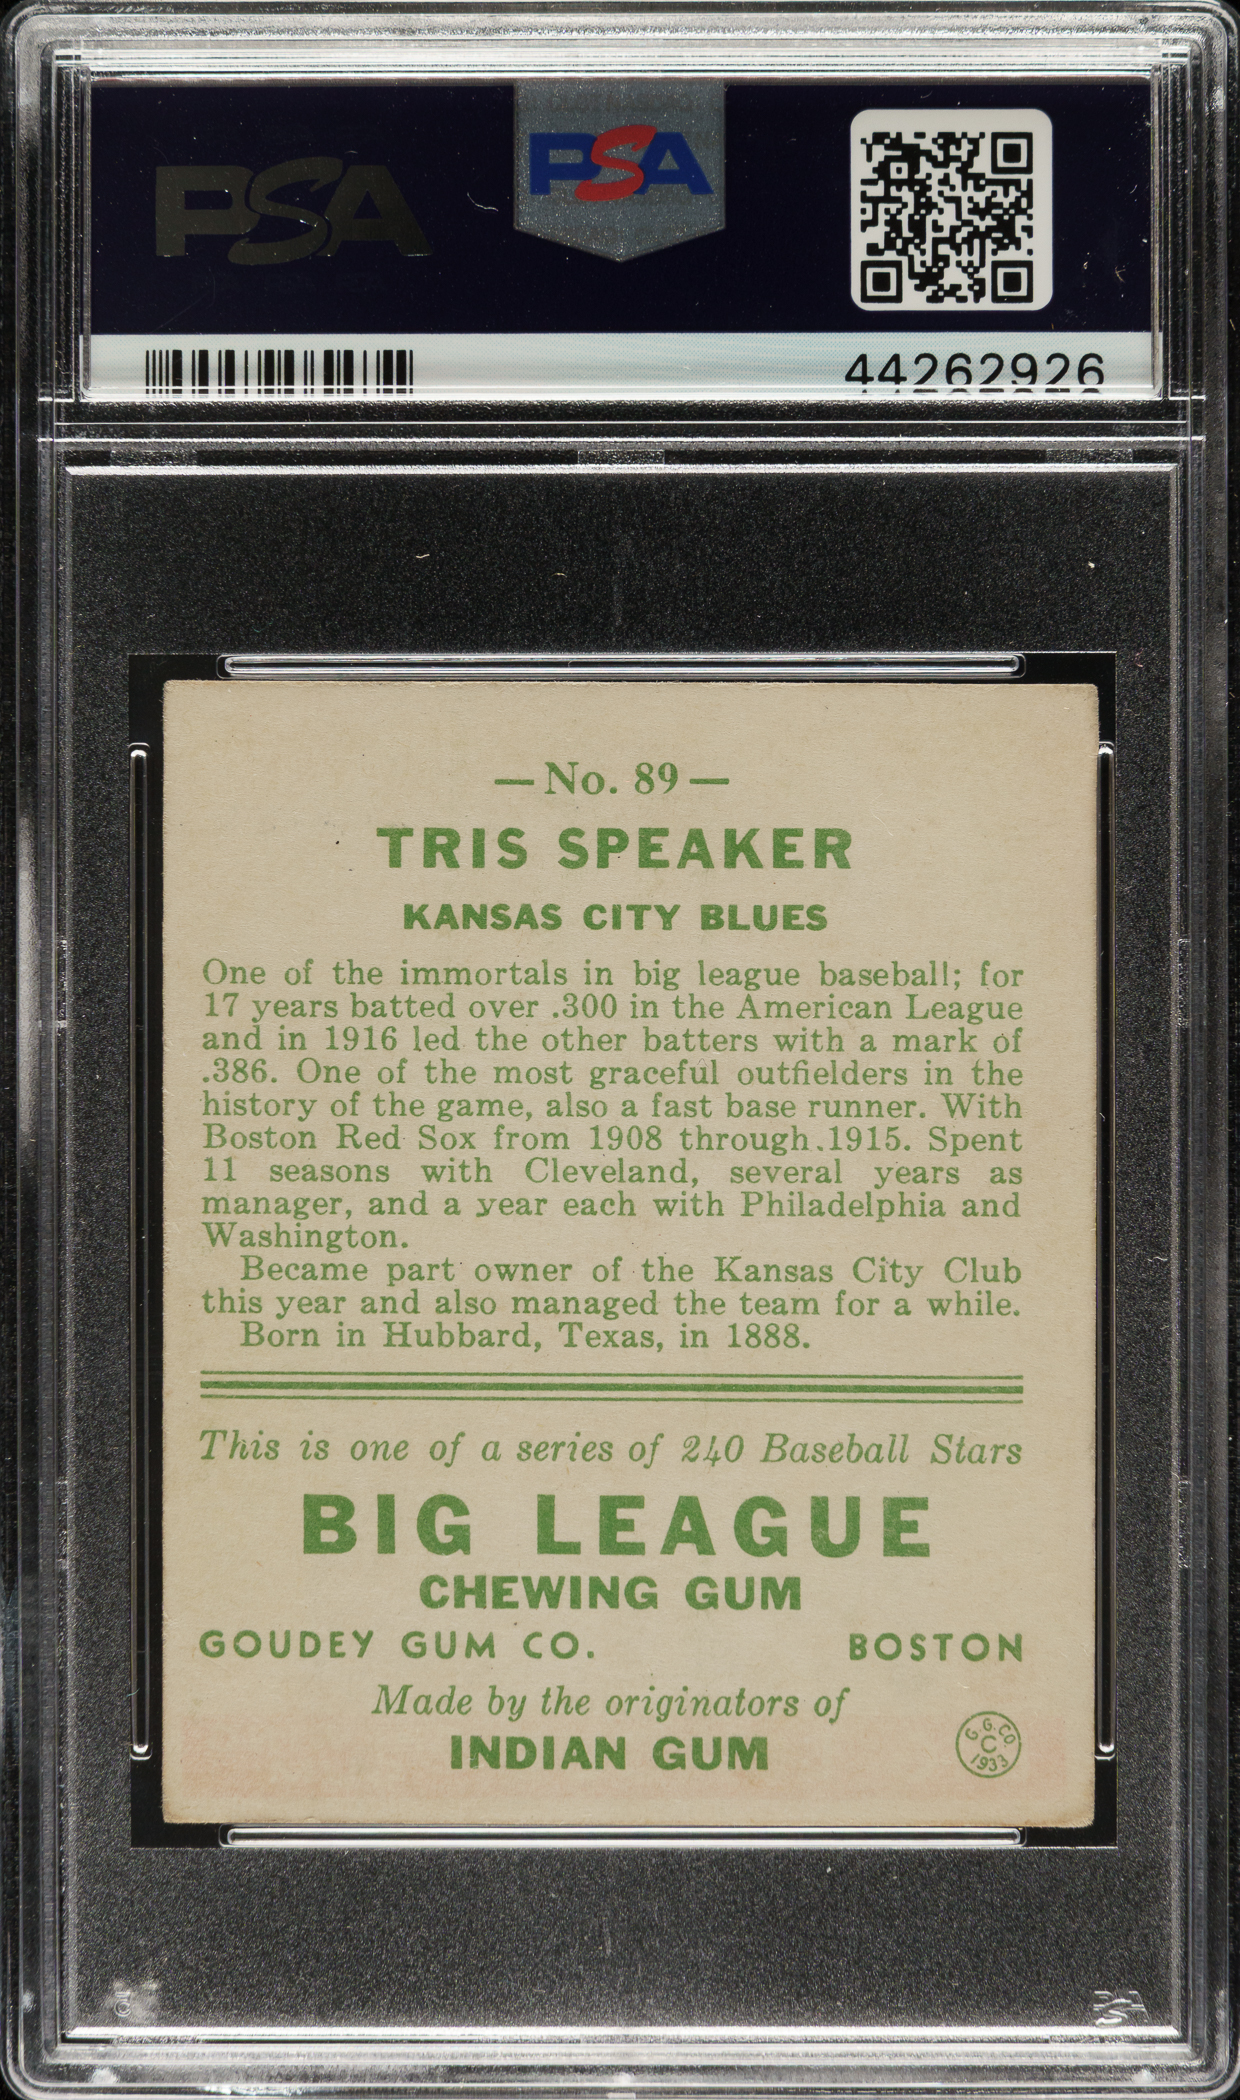 PSA
PSA
44262926
— No. 89 —
TRIS SPEAKER
KANSAS CITY BLUES
One of the immortals in big league baseball; for
17 years batted over .300 in the American League
and in 1916 led the other batters with a mark of
.386. One of the most graceful outfielders in the
history of the game, also a fast base runner. With
Boston Red Sox from 1908 through 1915. Spent
11 seasons with Cleveland, several years as
manager, and a year each with Philadelphia and
Washington.
Became part owner of the Kansas City Club
this year and also managed the team for a while.
Born in Hubbard, Texas, in 1888.
This is one of a series of 240 Baseball Stars
BIG LEAGUE
CHEWING GUM
GOUDEY GUM CO. BOSTON
Made by the originators of
INDIAN GUM
G.G.CO.
C
1933
PSA